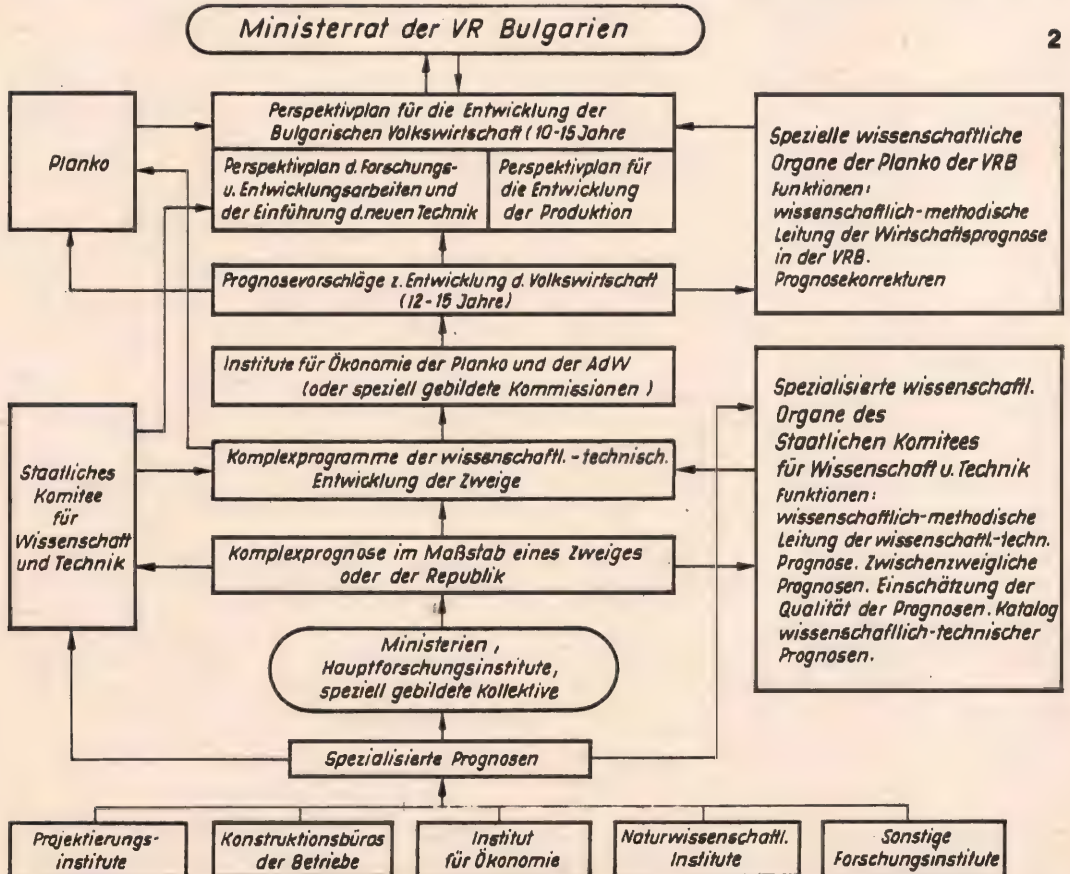 Ministerrat der VR Bulgarien
2
Planko
Perspektivplan für die Entwicklung der
Bulgarischen Volkswirtschaft (10-15 Jahre
Perspektivplan d. Forschungs-
u. Entwicklungsarbeiten und
der Einführung d. neuen Technik
Perspektivplan für
die Entwicklung
der Produktion
Spezielle wissenschaftliche
Organe der Planko der VRB
Funktionen:
wissenschaftlich-methodische
Leitung der Wirtschaftsprognose
in der VRB.
Prognosekorrekturen
Prognosevorschläge z. Entwicklung d. Volkswirtschaft
(12-15 Jahre)
Institute für Ökonomie der Planko und der AdW
(oder speziell gebildete Kommissionen)
Staatliches
Komitee
für
Wissenschaft
und Technik
Komplexprogramme der wissenschaftl.-technisch.
Entwicklung der Zweige
Komplexprognose im Maßstab eines Zweiges
oder der Republik
Spezialisierte wissenschaftl.
Organe des
Staatlichen Komitees
für Wissenschaft u. Technik
Funktionen:
wissenschaftlich-methodische
Leitung der wissenschaftl.-techn.
Prognose. Zwischenzweigliche
Prognosen. Einschätzung der
Qualität der Prognosen. Katalog
wissenschaftlich-technischer
Prognosen.
Ministerien,
Hauptforschungsinstitute,
speziell gebildete Kollektive
Spezialisierte Prognosen
Projektierungs-
institute
Konstruktionsbüros
der Betriebe
Institut
für Ökonomie
Naturwissenschaftl.
Institute
Sonstige
Forschungsinstitute